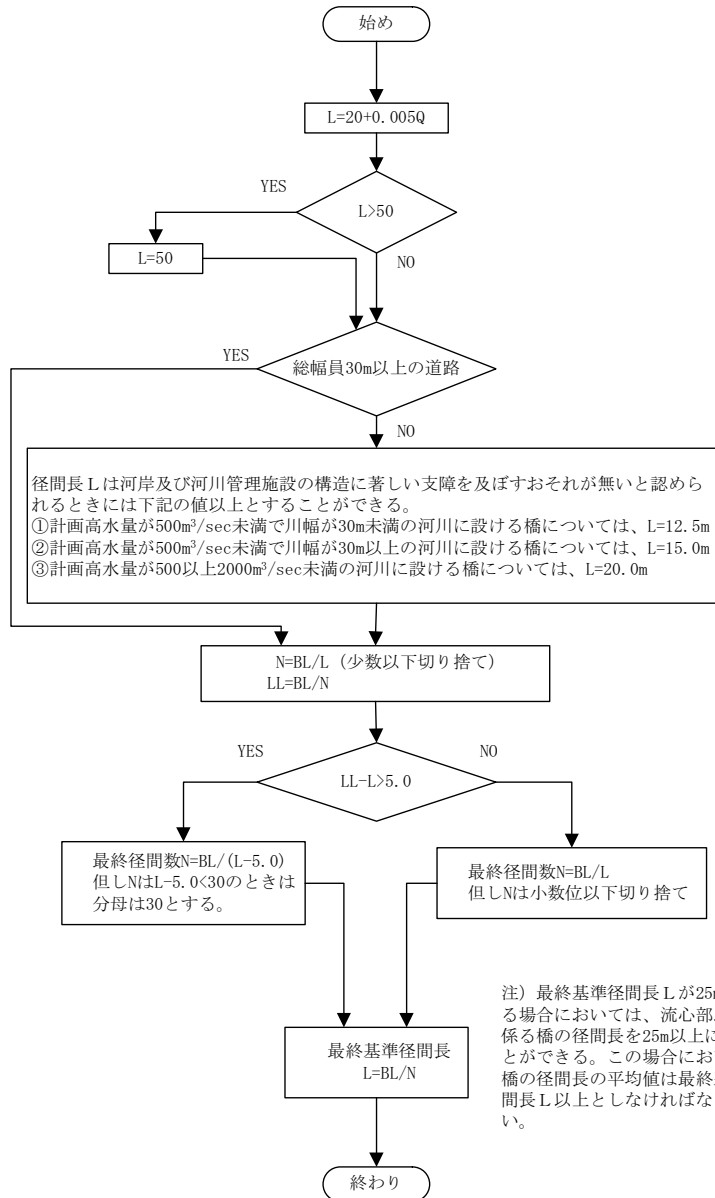 始め
L=20+0.005Q
YES
L>50
L=50
NO
YES
総幅員30m以上の道路
NO
径間長Ｌは河岸及び河川管理施設の構造に著しい支障を及ぼすおそれが無いと認めら
れるときには下記の値以上とすることができる。
①計画高水量が500m³/sec未満で川幅が30m未満の河川に設ける橋については、L=12.5m
②計画高水量が500m³/sec未満で川幅が30m以上の河川に設ける橋については、L=15.0m
③計画高水量が500以上2000m³/sec未満の河川に設ける橋については、L=20.0m
N=BL/L（少数以下切り捨て）
LL=BL/N
YES
NO
LL-L>5.0
最終径間数N=BL/(L-5.0)
但しNはL-5.0<30のときは
分母は30とする。
最終径間数N=BL/L
但しNは小数位以下切り捨て
注）最終基準径間長Ｌが25m
る場合においては、流心部
係る橋の径間長を25m以上に
とができる。この場合にお
橋の径間長の平均値は最終
間長Ｌ以上としなければな
い。
最終基準径間長
L=BL/N
終わり